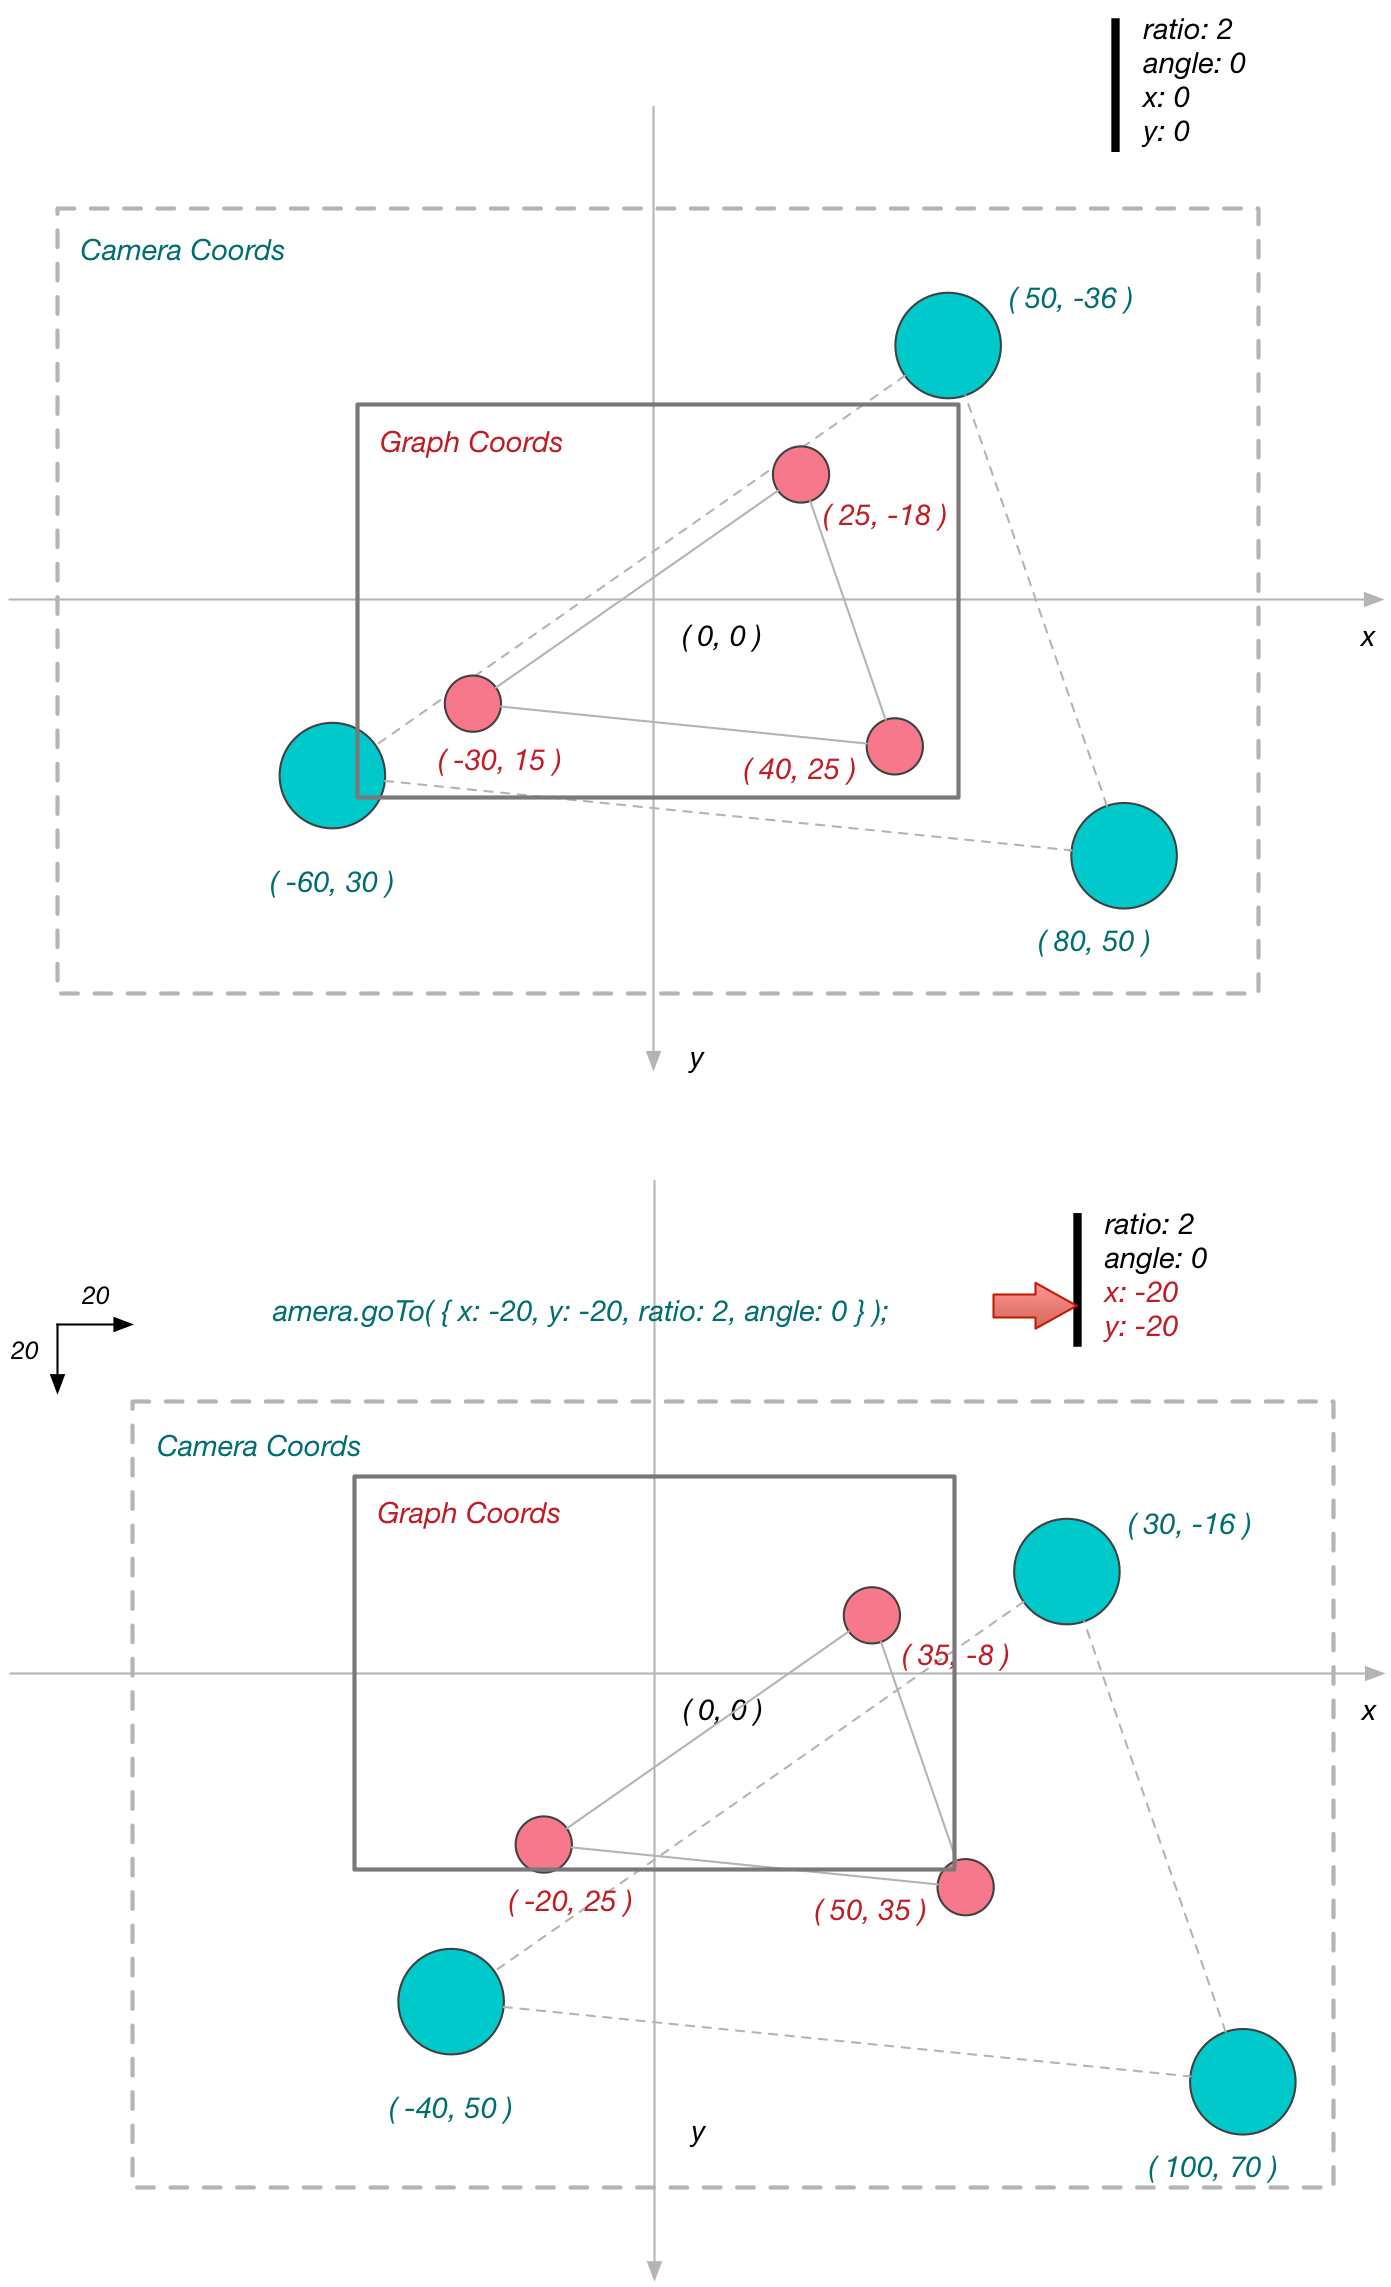 ratio: 2
angle: 0
x: 0
y: 0
Camera Coords
( 50, -36 )
Graph Coords
( 25, -18 )
( 0, 0 )
x
( -30, 15 )
( 40, 25 )
( -60, 30 )
( 80, 50 )
y
ratio: 2
angle: 0
x: -20
y: -20
20
20
amera.goTo( { x: -20, y: -20, ratio: 2, angle: 0 } );
Camera Coords
Graph Coords
( 30, -16 )
( 35, -8 )
( 0, 0 )
x
( -20, 25 )
( 50, 35 )
( -40, 50 )
y
( 100, 70 )